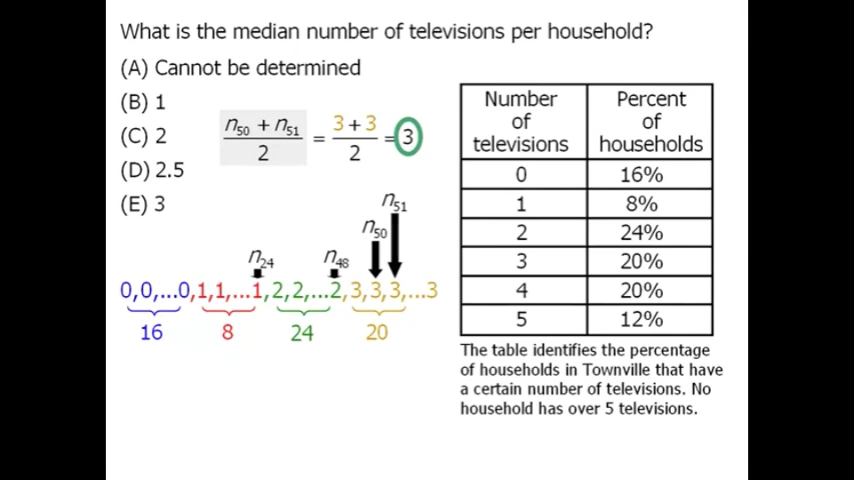 What is the median number of televisions per household?
(A) Cannot be determined
(B) 1
(C) 2
(D) 2.5
(E) 3
n50 + n51
2
=
3 + 3
2
= 3
n51
n50
n24
n48
0,0,...0,1,1,...1,2,2,...2,3,3,3,...3
16 8 24 20
Number of televisions Percent of households
0 16%
1 8%
2 24%
3 20%
4 20%
5 12%
The table identifies the percentage
of households in Townville that have
a certain number of televisions. No
household has over 5 televisions.